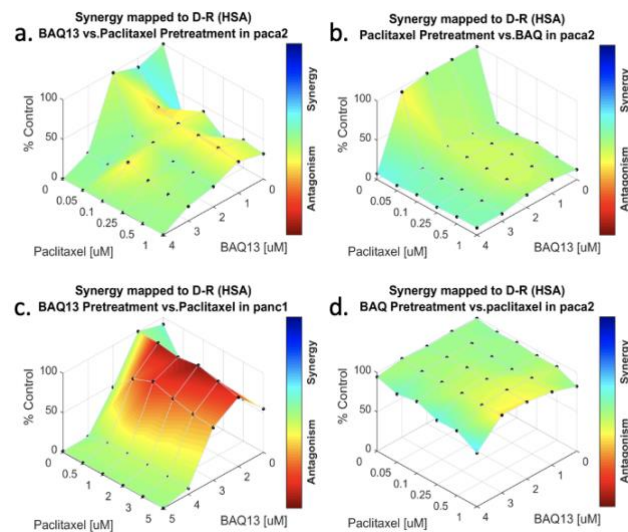 a.
Synergy mapped to D-R (HSA)
BAQ13 vs.Paclitaxel Pretreatment in paca2
100
50
0
% Control
0
0.05
0.1
0.25
0.5
1
Paclitaxel [uM]
4
3
2
1
0
BAQ13 [uM]
Synergy
Antagonism
b.
Synergy mapped to D-R (HSA)
Paclitaxel Pretreatment vs.BAQ in paca2
100
50
0
% Control
0
0.05
0.1
0.25
0.5
1
Paclitaxel [uM]
4
3
2
1
0
BAQ13 [uM]
Synergy
Antagonism
c.
Synergy mapped to D-R (HSA)
BAQ13 Pretreatment vs.Paclitaxel in panc1
100
50
0
% Control
0
0.5
1
2
3
5
Paclitaxel [uM]
5
4
3
2
1
0
BAQ13 [uM]
Synergy
Antagonism
d.
Synergy mapped to D-R (HSA)
BAQ Pretreatment vs.paclitaxel in paca2
100
50
0
% Control
0
0.05
0.1
0.25
0.5
1
Paclitaxel [uM]
4
3
2
1
0
BAQ13 [uM]
Synergy
Antagonism